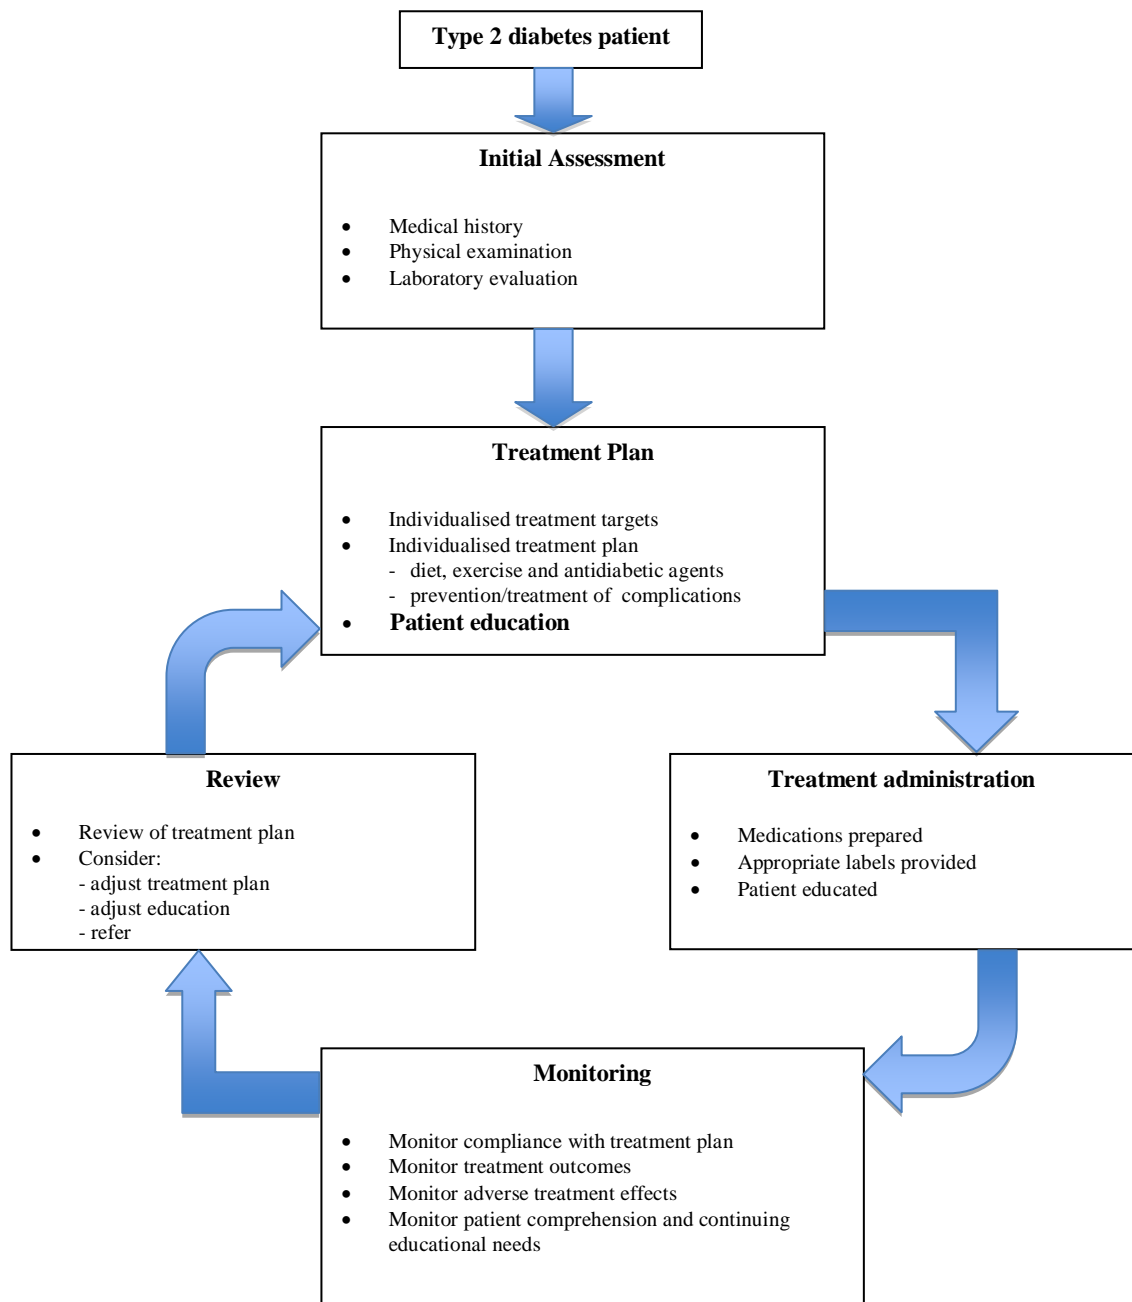 Type 2 diabetes patient
Initial Assessment
• Medical history
• Physical examination
• Laboratory evaluation
Treatment Plan
• Individualised treatment targets
• Individualised treatment plan
- diet, exercise and antidiabetic agents
- prevention/treatment of complications
• Patient education
Treatment administration
• Medications prepared
• Appropriate labels provided
• Patient educated
Monitoring
• Monitor compliance with treatment plan
• Monitor treatment outcomes
• Monitor adverse treatment effects
• Monitor patient comprehension and continuing
educational needs
Review
• Review of treatment plan
• Consider:
- adjust treatment plan
- adjust education
- refer